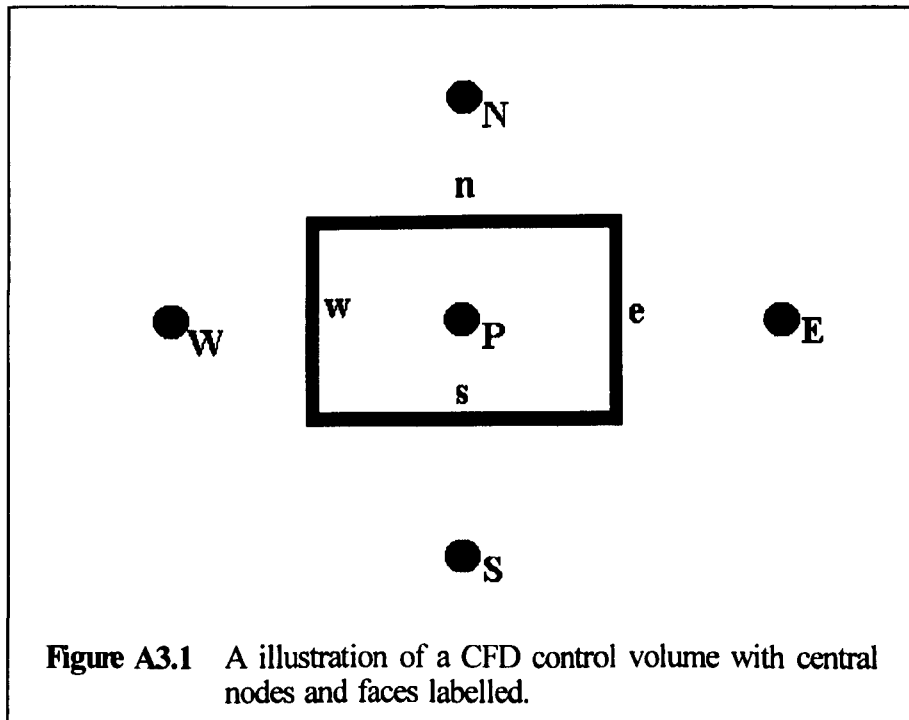 N
n
w
e
W
P
E
s
S
Figure A3.1 A illustration of a CFD control volume with central
nodes and faces labelled.